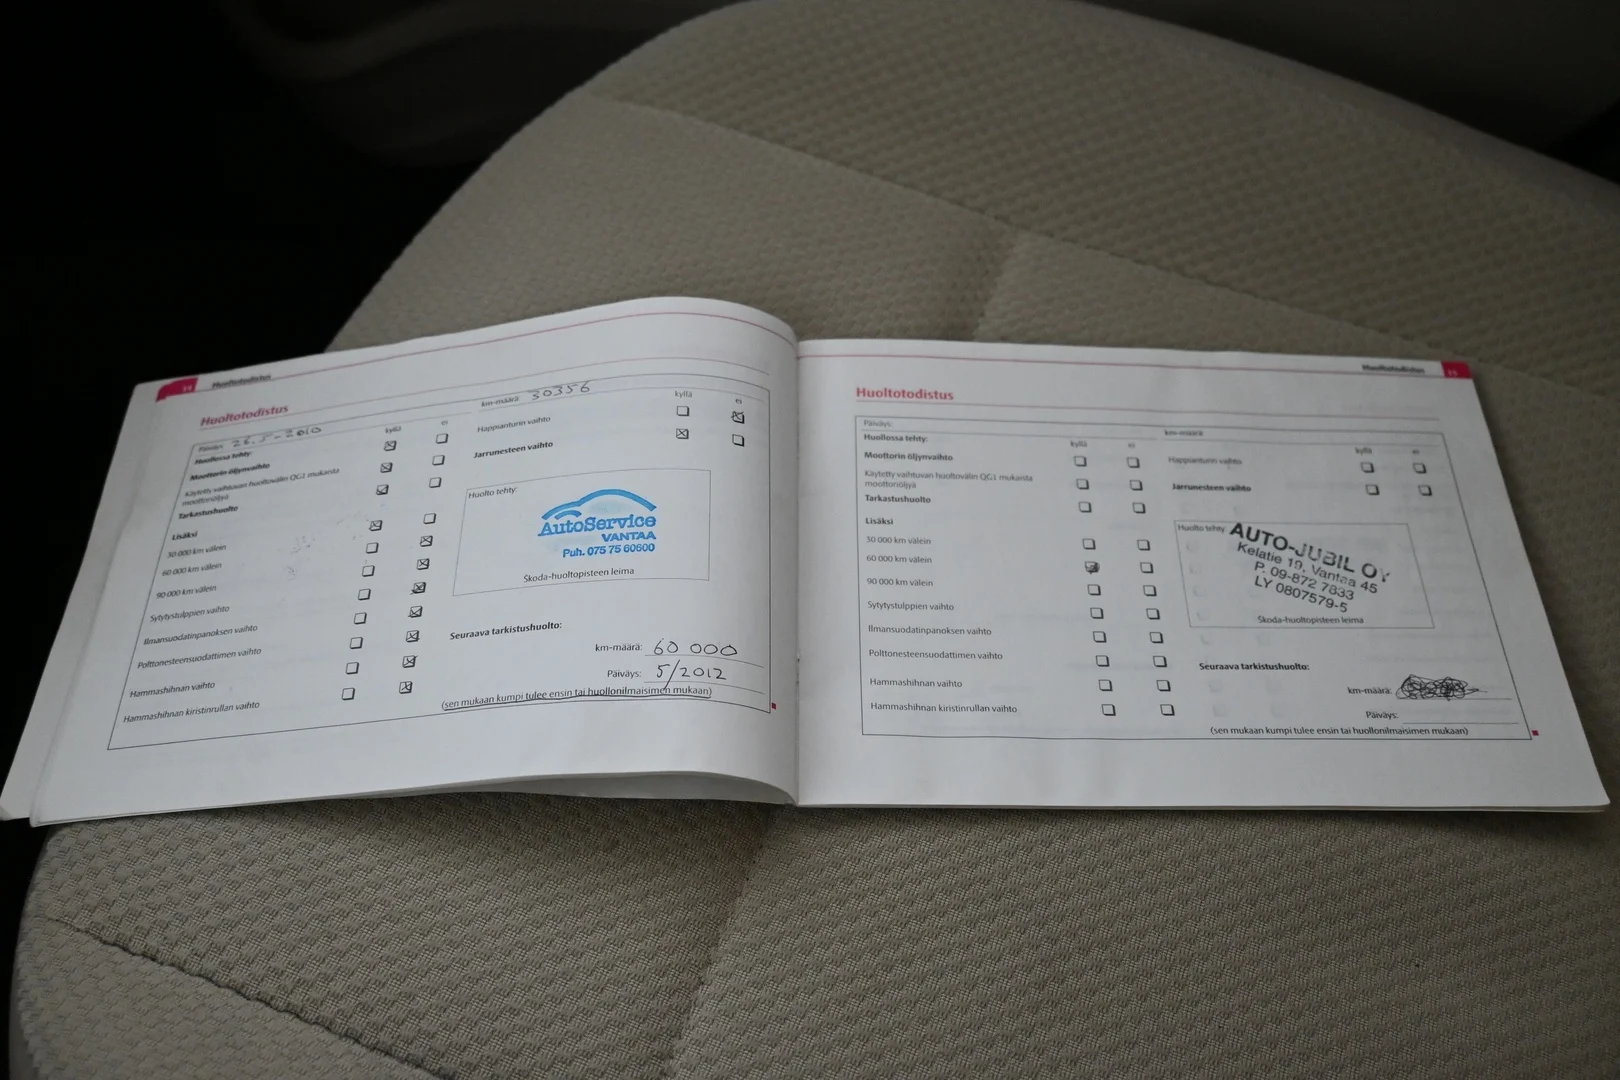 14 Huoltotodistus
Huoltotodistus
Päiväys: 26.5-2010
km-määrä: 30356
Huollossa tehty:
kyllä ei
Moottorin öljynvaihto
Käytetty vaihtuvan huoltovälin QG1 mukaista
moottoriöljyä
Tarkastushuolto
Lisäksi
30 000 km välein
60 000 km välein
90 000 km välein
Sytytystulppien vaihto
Ilmansuodatinpanoksen vaihto
Polttonesteensuodattimen vaihto
Hammashihnan vaihto
Hammashihnan kiristinrullan vaihto
kyllä ei
Happianturin vaihto
Jarrunesteen vaihto
Huolto tehty:
AutoService
VANTAA
Puh. 075 75 60600
Skoda-huoltopisteen leima
Seuraava tarkistushuolto:
km-määrä: 60 000
Päiväys: 5/2012
(sen mukaan kumpi tulee ensin tai huollonilmaisimen mukaan)
Huoltotodistus 15
Huoltotodistus
Päiväys:
km-määrä:
Huollossa tehty:
kyllä ei
Moottorin öljynvaihto
Käytetty vaihtuvan huoltovälin QG1 mukaista
moottoriöljyä
Tarkastushuolto
Lisäksi
30 000 km välein
60 000 km välein
90 000 km välein
Sytytystulppien vaihto
Ilmansuodatinpanoksen vaihto
Polttonesteensuodattimen vaihto
Hammashihnan vaihto
Hammashihnan kiristinrullan vaihto
kyllä ei
Happianturin vaihto
Jarrunesteen vaihto
Huolto tehty:
AUTO-JUBIL OY
Kelatie 19, Vantaa 45
P. 09-872 7833
LY 0807579-5
Skoda-huoltopisteen leima
Seuraava tarkistushuolto:
km-määrä:
Päiväys:
(sen mukaan kumpi tulee ensin tai huollonilmaisimen mukaan)